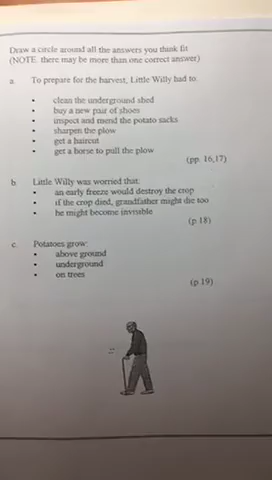 Draw a circle around all the answers you think fit
(NOTE: there may be more than one correct answer)
a. To prepare for the harvest, Little Willy had to:
• clean the underground shed
• buy a new pair of shoes
• inspect and mend the potato sacks
• sharpen the plow
• get a haircut
• get a horse to pull the plow
(pp. 16,17)
b. Little Willy was worried that:
• an early freeze would destroy the crop
• if the crop died, grandfather might die too
• he might become invisible
(p 18)
c. Potatoes grow:
• above ground
• underground
• on trees
(p 19)